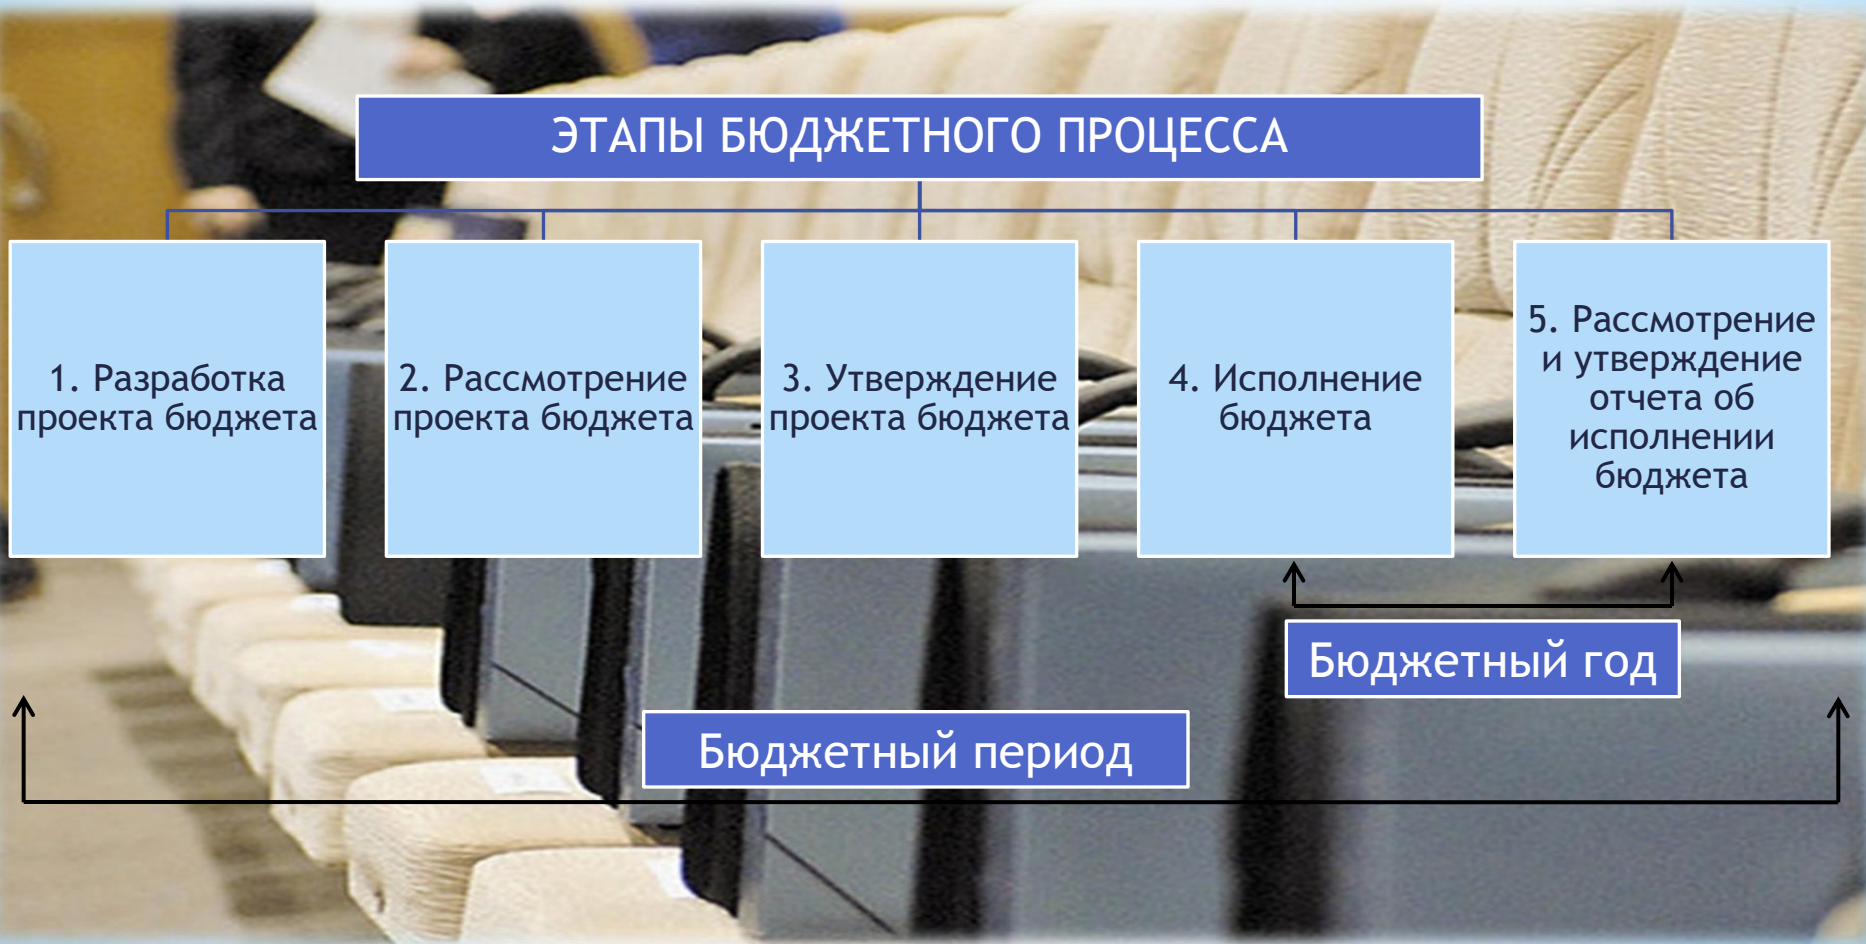 ЭТАПЫ БЮДЖЕТНОГО ПРОЦЕССА
1. Разработка
проекта бюджета
2. Рассмотрение
проекта бюджета
3. Утверждение
проекта бюджета
4. Исполнение
бюджета
5. Рассмотрение
и утверждение
отчета об
исполнении
бюджета
Бюджетный год
Бюджетный период